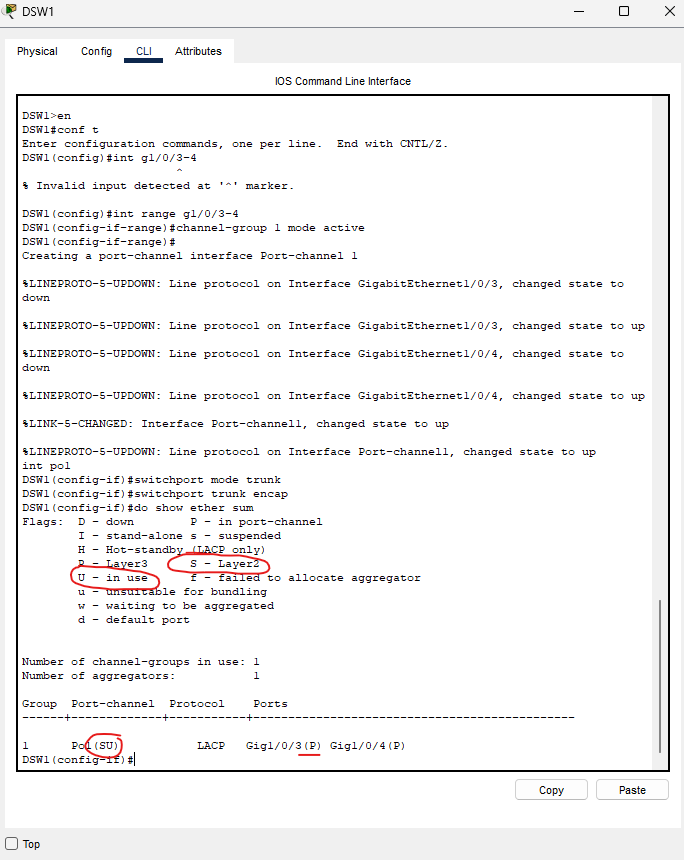 DSW1
Physical Config CLI Attributes
IOS Command Line Interface
DSW1>en
DSW1#conf t
Enter configuration commands, one per line.  End with CNTL/Z.
DSW1(config)#int g1/0/3-4
^
% Invalid input detected at '^' marker.
DSW1(config)#int range g1/0/3-4
DSW1(config-if-range)#channel-group 1 mode active
DSW1(config-if-range)#
Creating a port-channel interface Port-channel 1
%LINEPROTO-5-UPDOWN: Line protocol on Interface GigabitEthernet1/0/3, changed state to
down
%LINEPROTO-5-UPDOWN: Line protocol on Interface GigabitEthernet1/0/3, changed state to up
%LINEPROTO-5-UPDOWN: Line protocol on Interface GigabitEthernet1/0/4, changed state to
down
%LINEPROTO-5-UPDOWN: Line protocol on Interface GigabitEthernet1/0/4, changed state to up
%LINK-5-CHANGED: Interface Port-channel1, changed state to up
%LINEPROTO-5-UPDOWN: Line protocol on Interface Port-channel1, changed state to up
int po1
DSW1(config-if)#switchport mode trunk
DSW1(config-if)#switchport trunk encap
DSW1(config-if)#do show ether sum
Flags:  D - down        P - in port-channel
I - stand-alone s - suspended
H - Hot-standby (LACP only)
R - Layer3      S - Layer2
U - in use      f - failed to allocate aggregator
u - unsuitable for bundling
w - waiting to be aggregated
d - default port
Number of channel-groups in use: 1
Number of aggregators:           1
Group  Port-channel  Protocol    Ports
------+-------------+-----------+----------------------------------------------
1      Po1(SU)           LACP   Gig1/0/3(P) Gig1/0/4(P)
DSW1(config-if)#
Copy Paste
Top